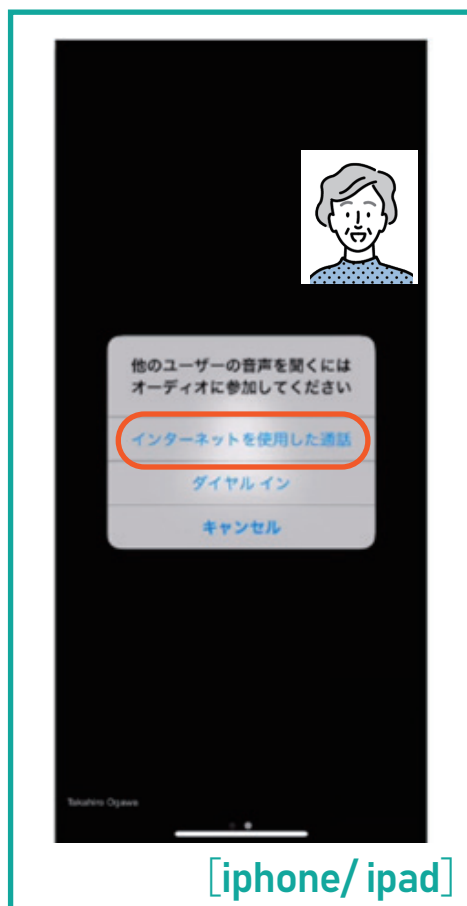 他のユーザーの音声を聞くには
オーディオに参加してください
インターネットを使用した通話
ダイヤル イン
キャンセル
Takahiro Ogawa
［iphone/ ipad］